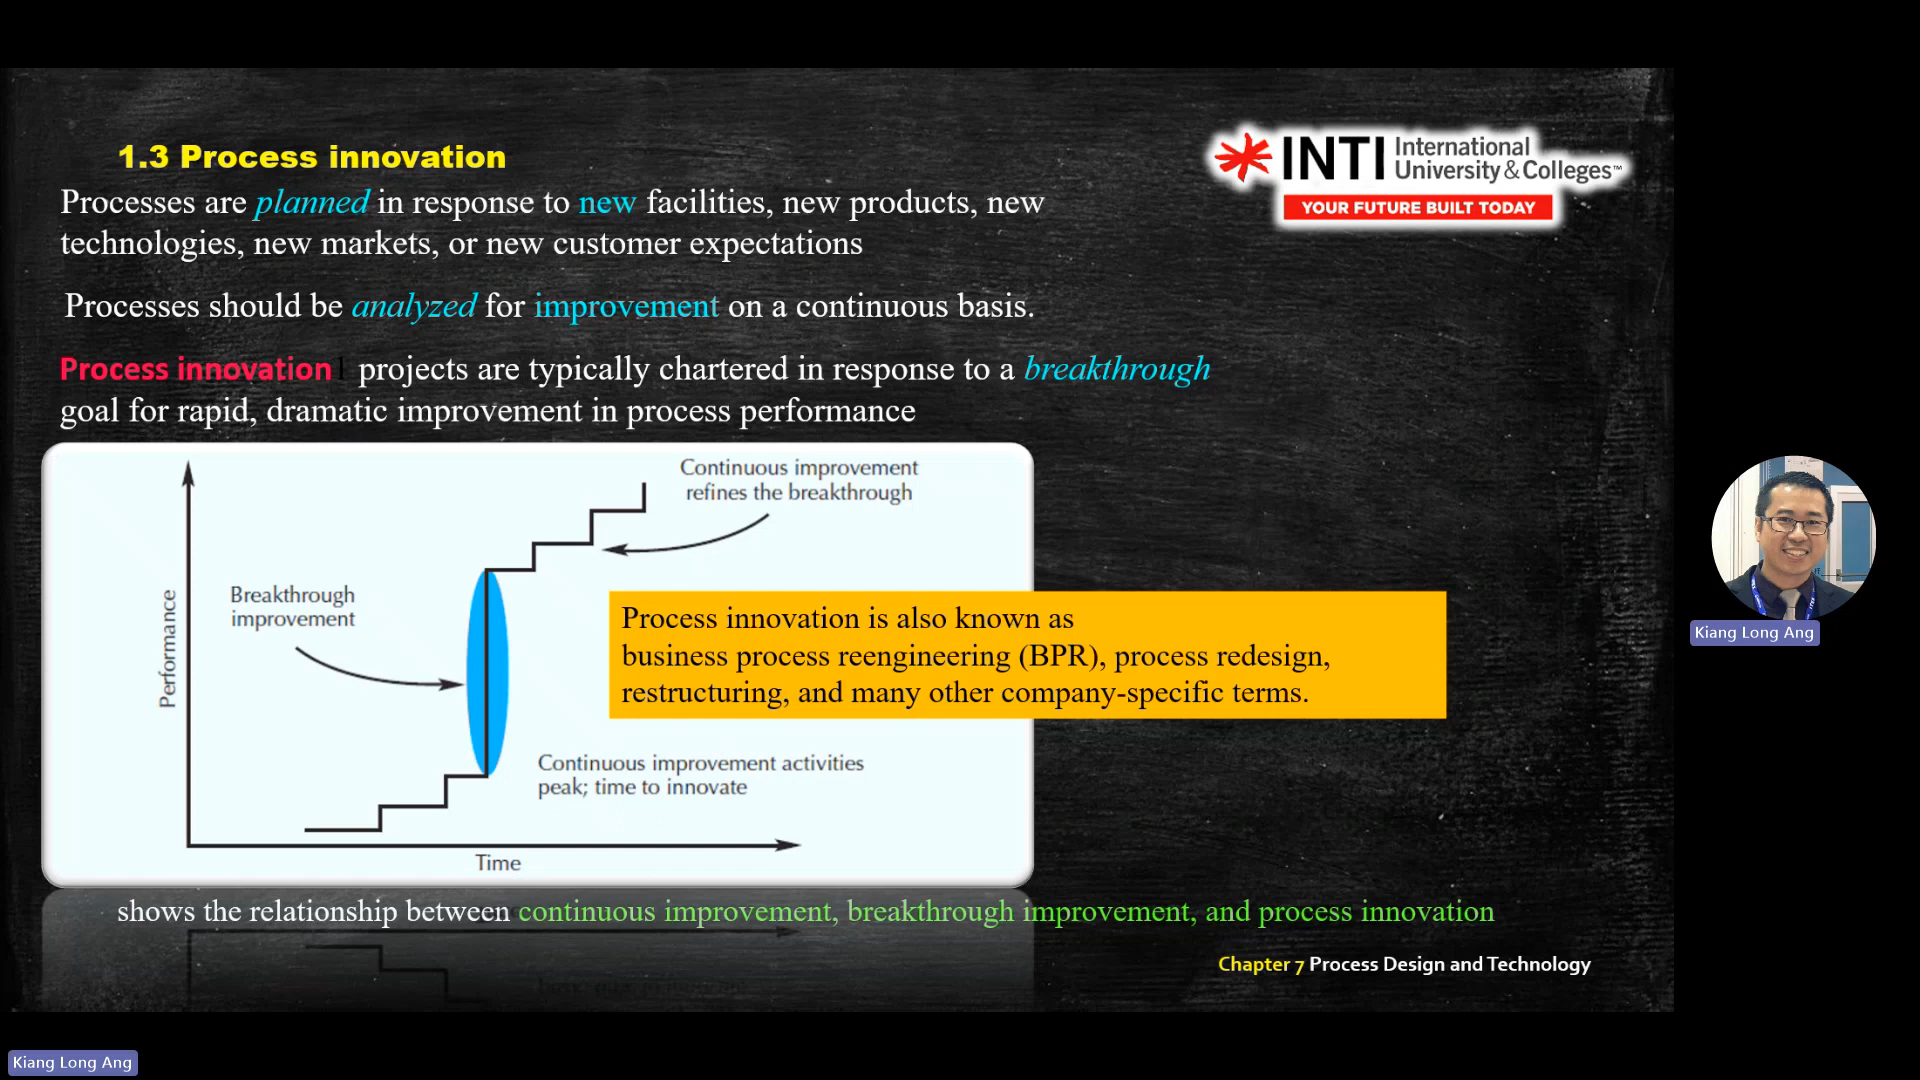 1.3 Process innovation
INTI International
University & Colleges™
YOUR FUTURE BUILT TODAY
Processes are planned in response to new facilities, new products, new
technologies, new markets, or new customer expectations
Processes should be analyzed for improvement on a continuous basis.
Process innovation projects are typically chartered in response to a breakthrough
goal for rapid, dramatic improvement in process performance
Continuous improvement
refines the breakthrough
Breakthrough
improvement
Performance
Process innovation is also known as
business process reengineering (BPR), process redesign,
restructuring, and many other company-specific terms.
Continuous improvement activities
peak; time to innovate
Time
shows the relationship between continuous improvement, breakthrough improvement, and process innovation
Chapter 7 Process Design and Technology
Kiang Long Ang
Kiang Long Ang